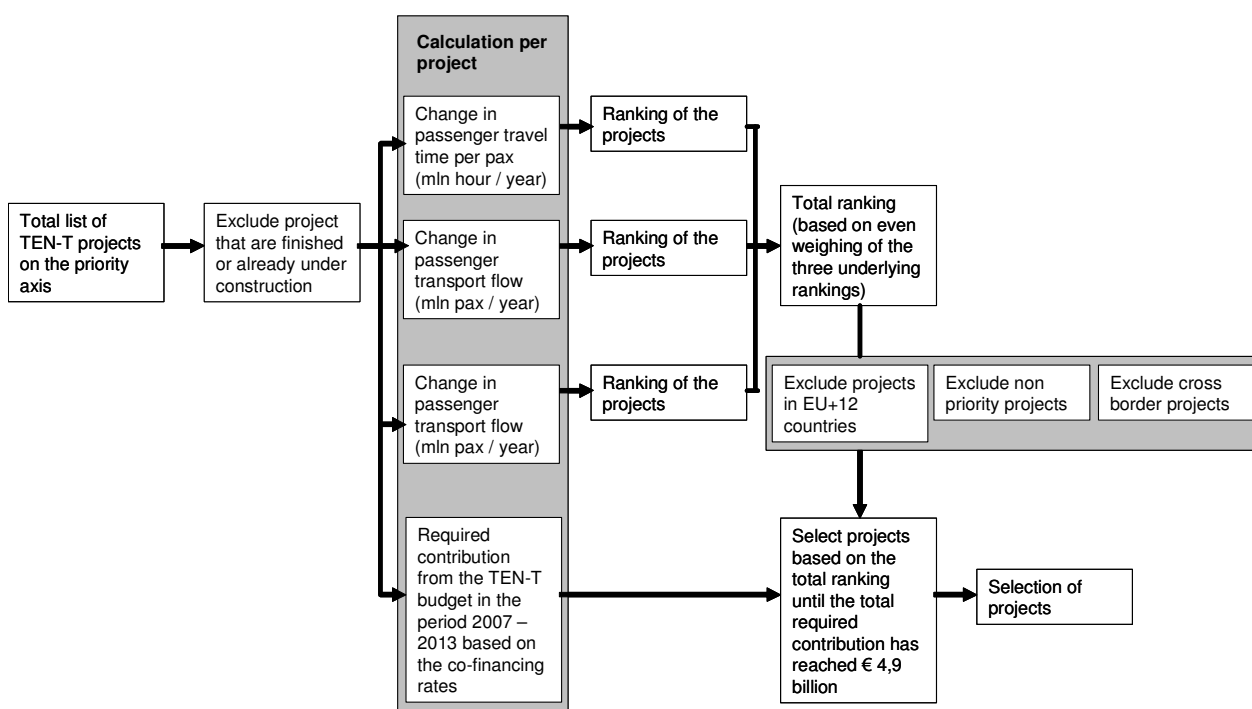 Total list of
TEN-T projects
on the priority
axis
Exclude project
that are finished
or already under
construction
Calculation per
project
Change in
passenger travel
time per pax
(mln hour / year)
Change in
passenger
transport flow
(mln pax / year)
Change in
passenger
transport flow
(mln pax / year)
Required
contribution
from the TEN-T
budget in the
period 2007 –
2013 based on
the co-financing
rates
Ranking of the
projects
Ranking of the
projects
Ranking of the
projects
Total ranking
(based on even
weighing of the
three underlying
rankings)
Exclude projects
in EU+12
countries
Exclude non
priority projects
Exclude cross
border projects
Select projects
based on the
total ranking
until the total
required
contribution has
reached € 4,9
billion
Selection of
projects